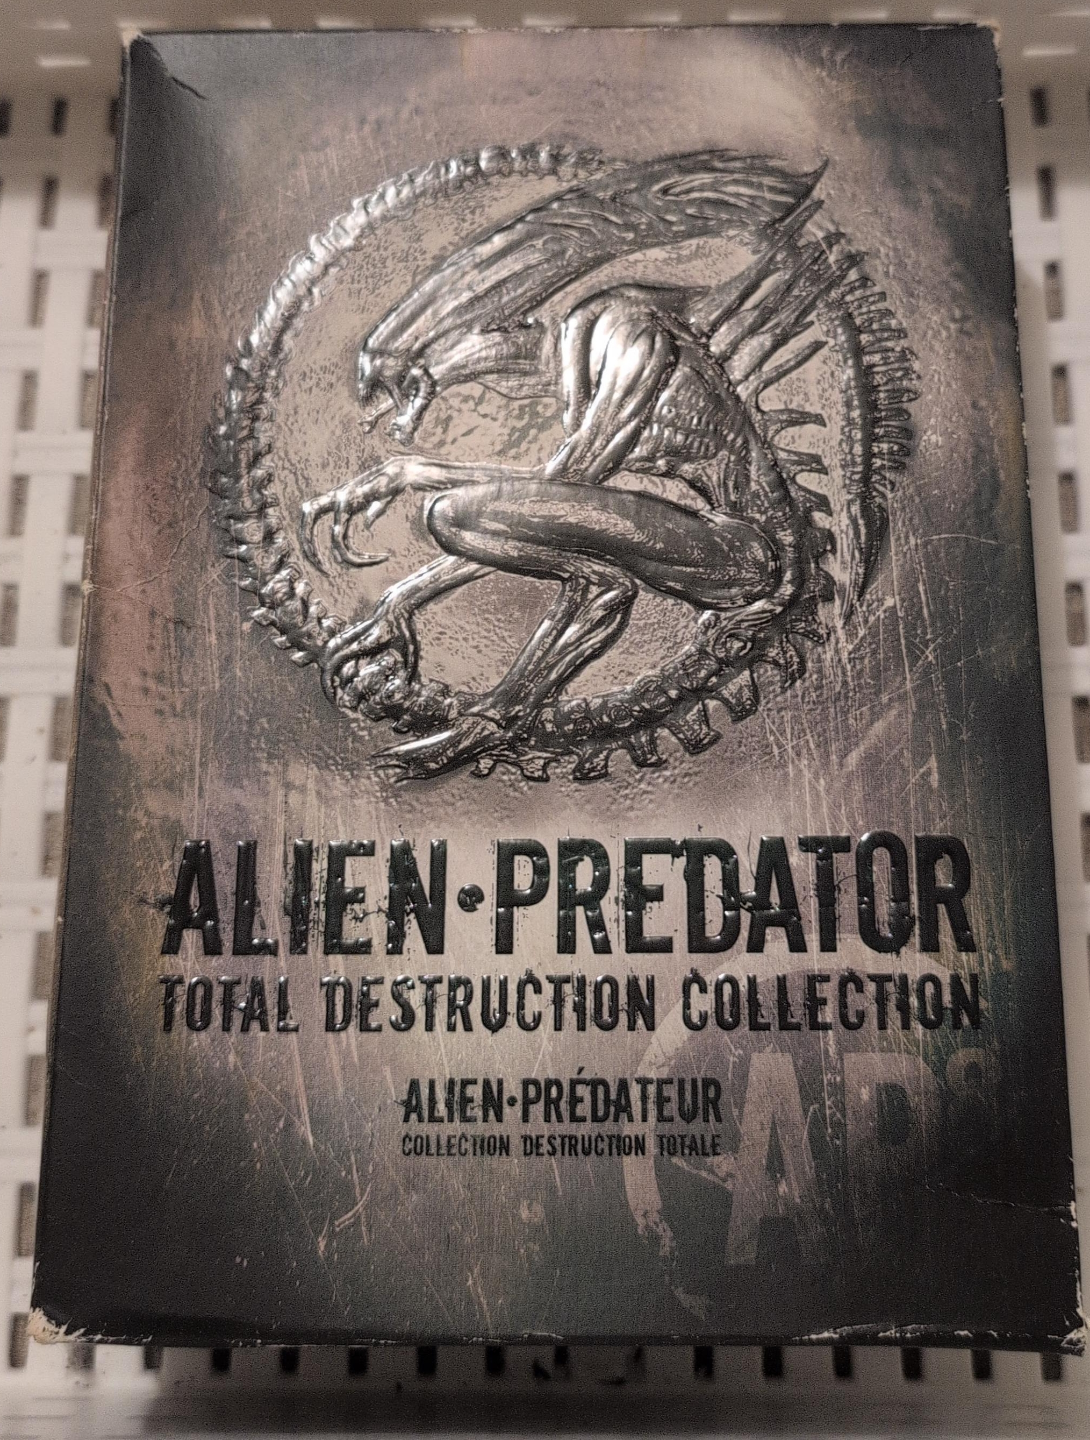 ALIEN•PREDATOR
TOTAL DESTRUCTION COLLECTION
ALIEN•PRÉDATEUR
COLLECTION DESTRUCTION TOTALE